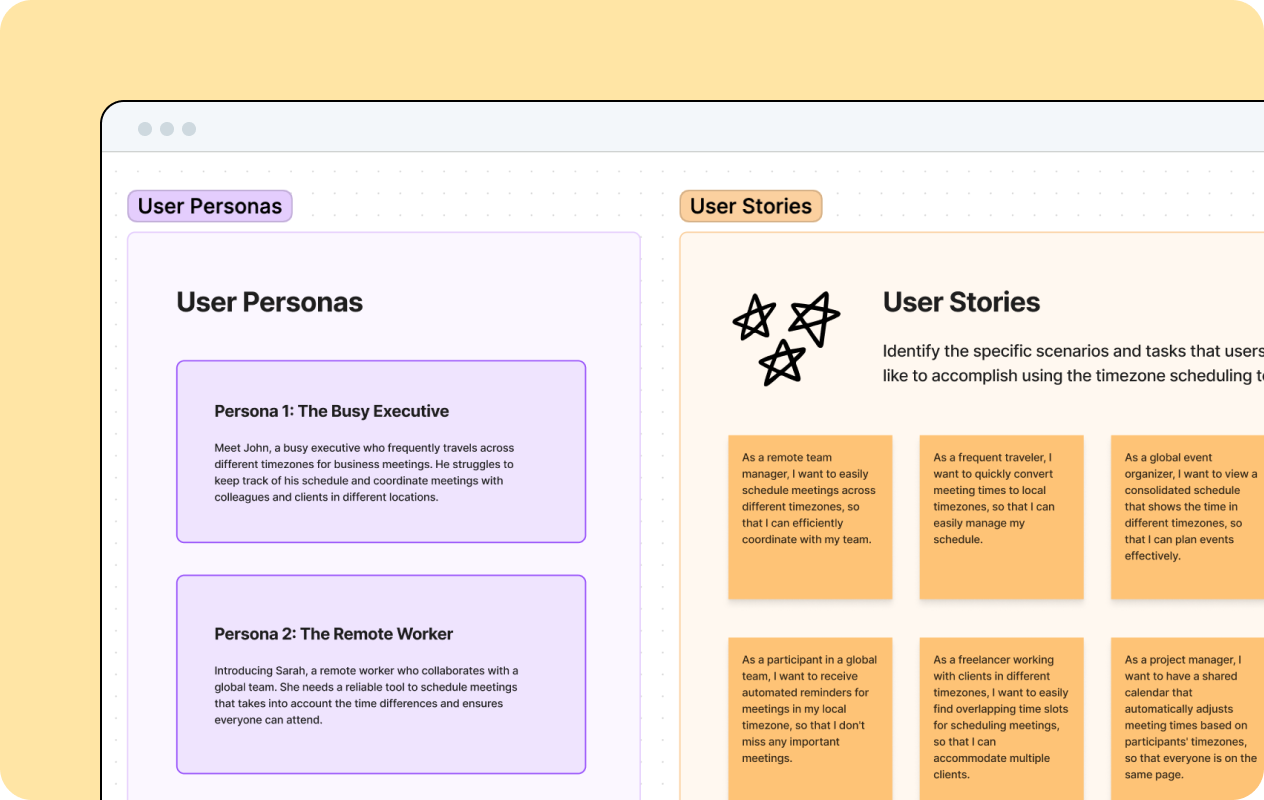 User Personas
User Personas
Persona 1: The Busy Executive
Meet John, a busy executive who frequently travels across
different timezones for business meetings. He struggles to
keep track of his schedule and coordinate meetings with
colleagues and clients in different locations.
Persona 2: The Remote Worker
Introducing Sarah, a remote worker who collaborates with a
global team. She needs a reliable tool to schedule meetings
that takes into account the time differences and ensures
everyone can attend.
User Stories
User Stories
Identify the specific scenarios and tasks that users
like to accomplish using the timezone scheduling
As a remote team
manager, I want to easily
schedule meetings across
different timezones, so
that I can efficiently
coordinate with my team.
As a frequent traveler, I
want to quickly convert
meeting times to local
timezones, so that I can
easily manage my
schedule.
As a global event
organizer, I want to view a
consolidated schedule
that shows the time in
different timezones, so
that I can plan events
effectively.
As a participant in a global
team, I want to receive
automated reminders for
meetings in my local
timezone, so that I don't
miss any important
meetings.
As a freelancer working
with clients in different
timezones, I want to easily
find overlapping time slots
for scheduling meetings,
so that I can
accommodate multiple
clients.
As a project manager, I
want to have a shared
calendar that
automatically adjusts
meeting times based on
participants' timezones,
so that everyone is on the
same page.